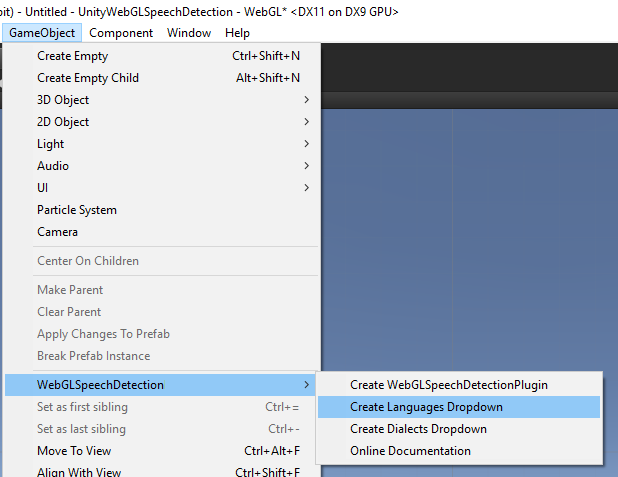 bit) - Untitled - UnityWebGLSpeechDetection - WebGL* <DX11 on DX9 GPU>
GameObject Component Window Help
Create Empty Ctrl+Shift+N
Create Empty Child Alt+Shift+N
3D Object
2D Object
Light
Audio
UI
Particle System
Camera
Center On Children
Make Parent
Clear Parent
Apply Changes To Prefab
Break Prefab Instance
WebGLSpeechDetection
Create WebGLSpeechDetectionPlugin
Set as first sibling Ctrl+=
Create Languages Dropdown
Set as last sibling Ctrl+-
Create Dialects Dropdown
Move To View Ctrl+Alt+F
Online Documentation
Align With View Ctrl+Shift+F